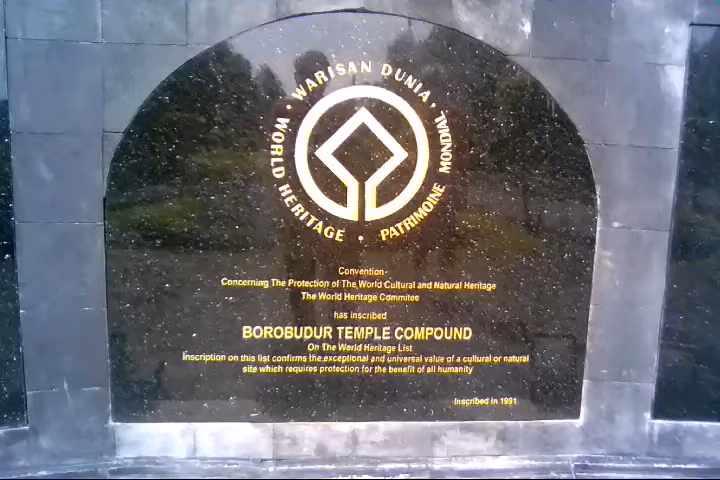 WARISAN DUNIA • PATRIMOINE MONDIAL • WORLD HERITAGE •
Convention
Concerning The Protection of The World Cultural and Natural Heritage
The World Heritage Commitee
has inscribed
BOROBUDUR TEMPLE COMPOUND
On The World Heritage List
Inscription on this list confirms the exceptional and universal value of a cultural or natural
site which requires protection for the benefit of all humanity
Inscribed in 1991